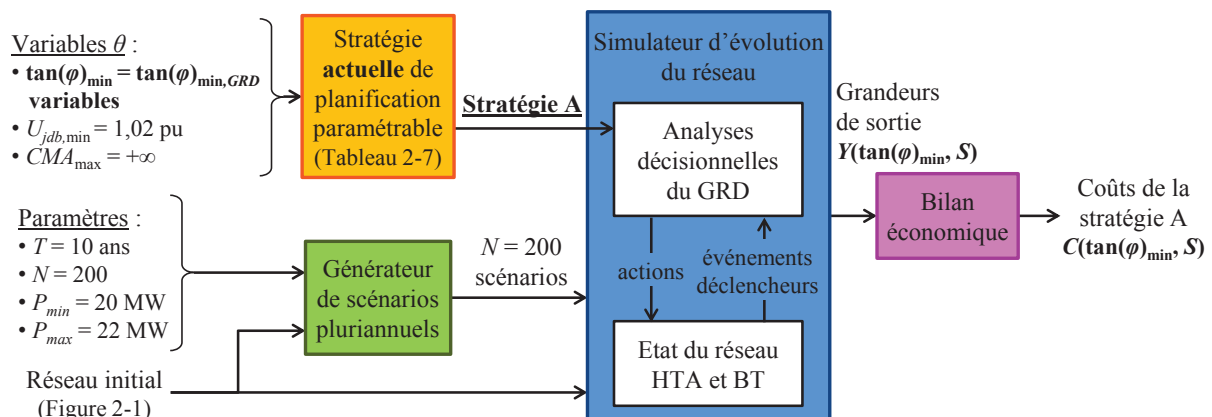 Variables θ :
• tan(φ)min = tan(φ)min,GRD
variables
• Ujdb,min = 1,02 pu
• CMAmax = +∞
Stratégie
actuelle de
planification
paramétrable
(Tableau 2-7)
Stratégie A
Simulateur d’évolution
du réseau
Analyses
décisionnelles
du GRD
actions
événements
déclencheurs
Etat du réseau
HTA et BT
Paramètres :
• T = 10 ans
• N = 200
• Pmin = 20 MW
• Pmax = 22 MW
Réseau initial
(Figure 2-1)
Générateur
de scénarios
pluriannuels
N = 200
scénarios
Grandeurs
de sortie
Y(tan(φ)min, S)
Bilan
économique
Coûts de la
stratégie A
C(tan(φ)min, S)